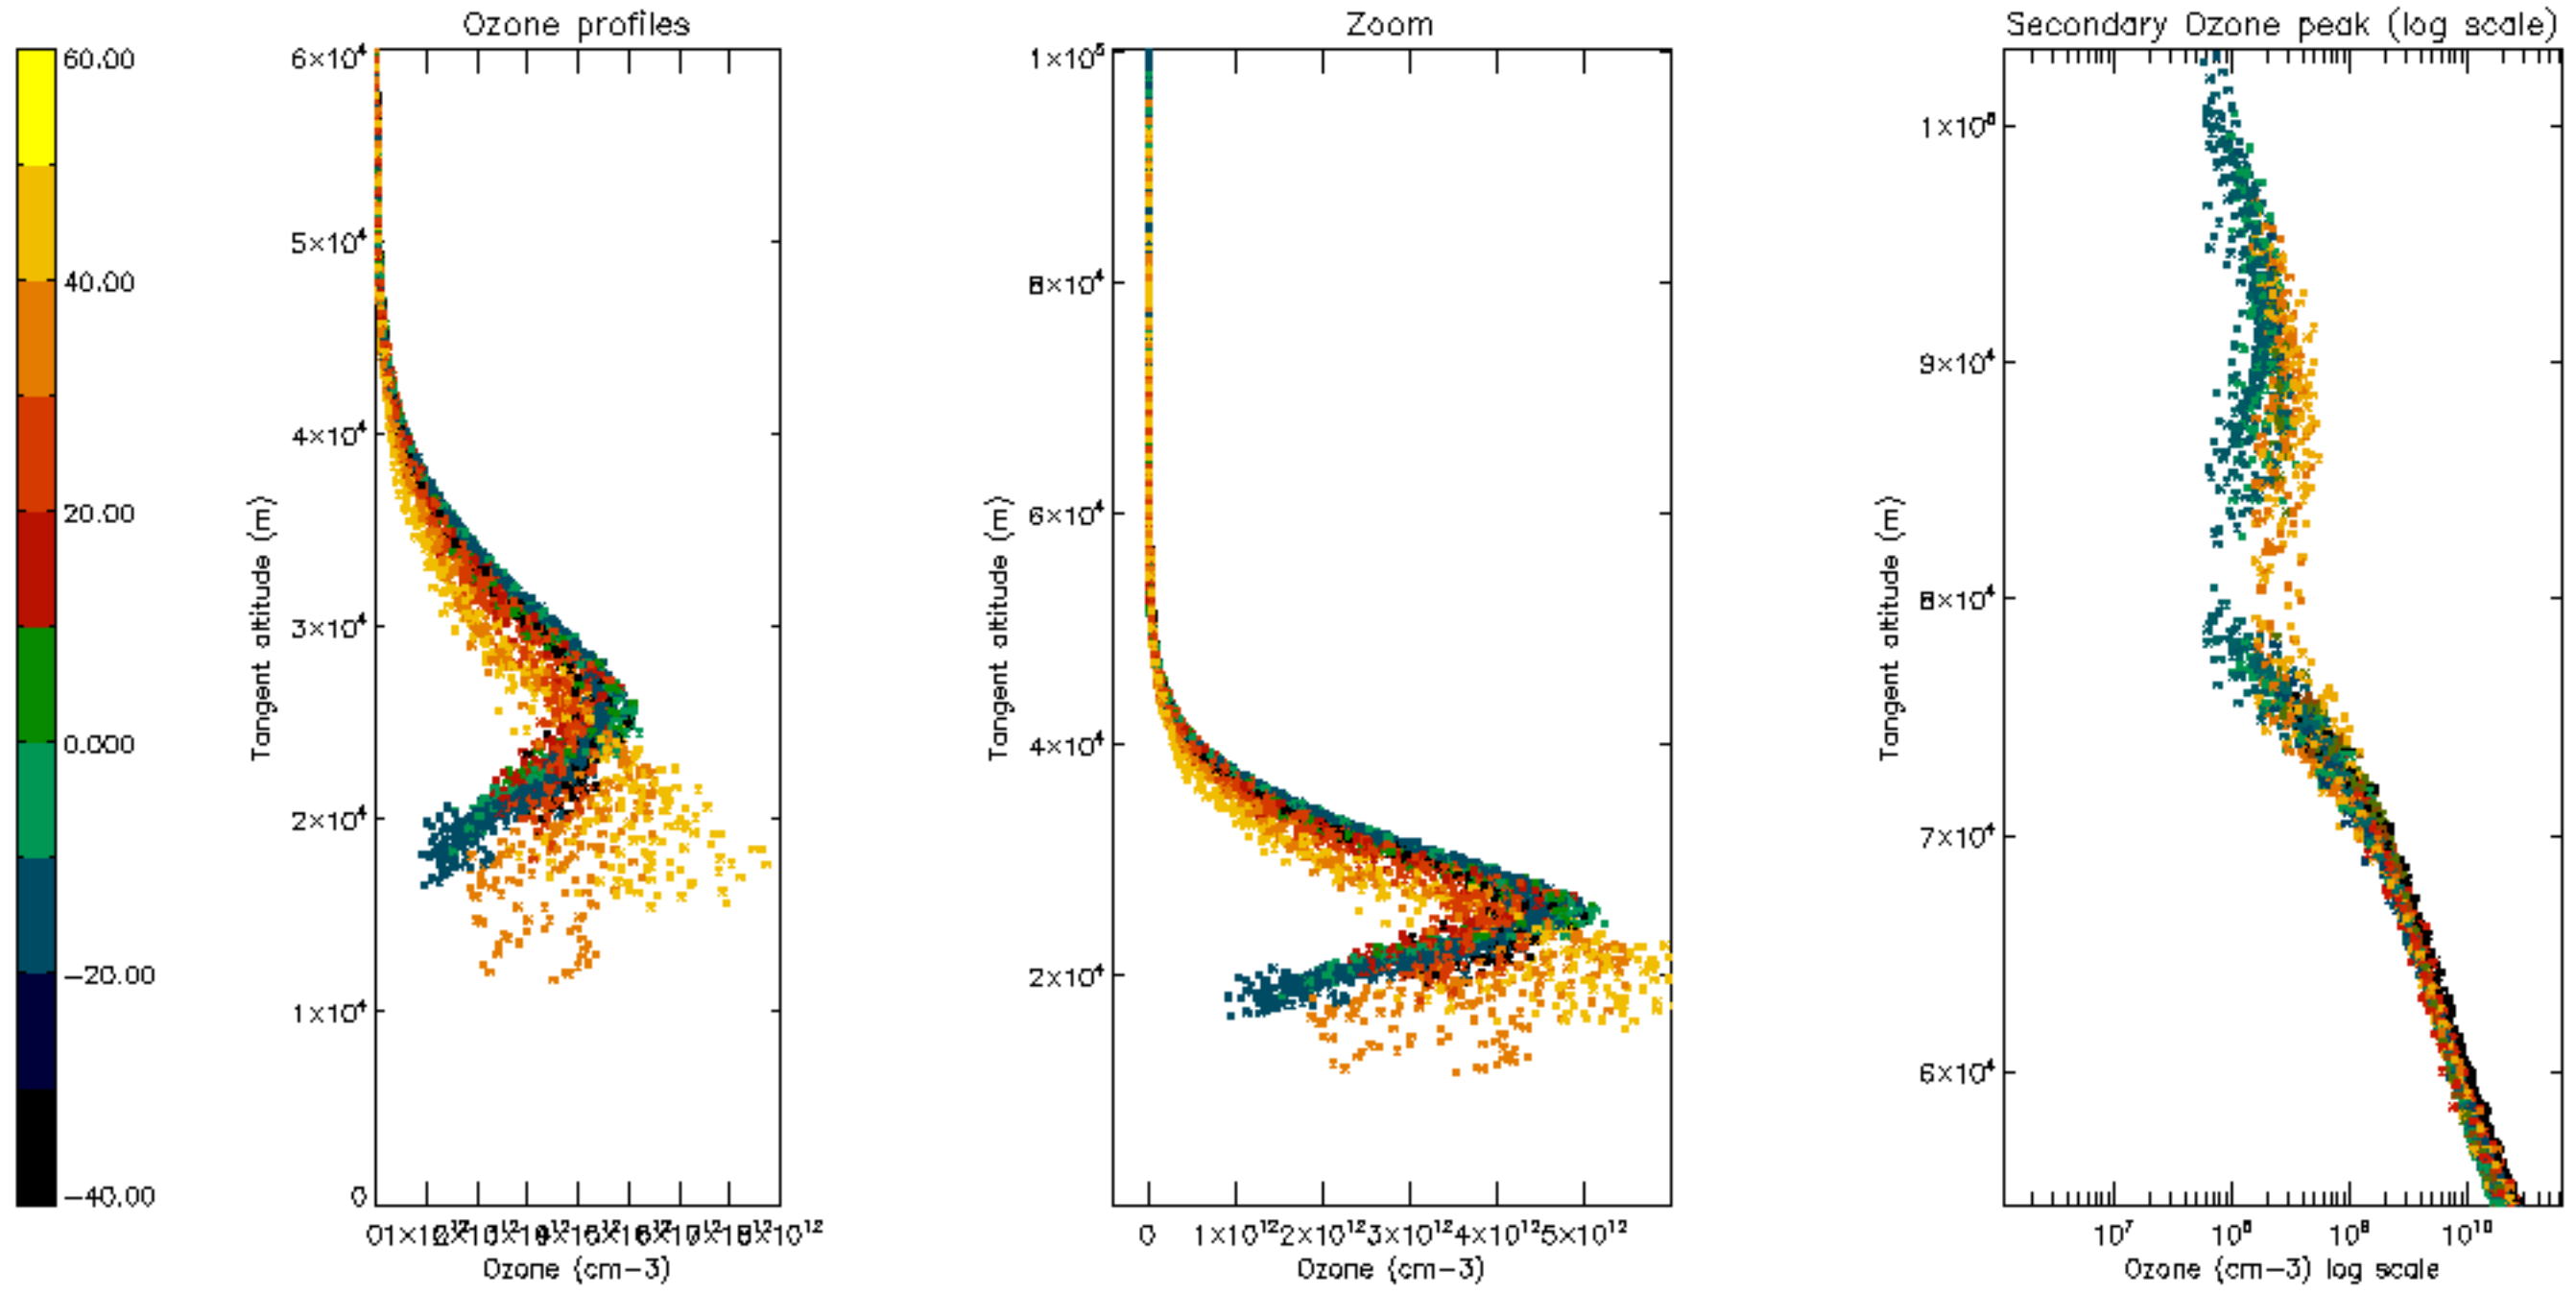 Ozone profiles
Zoom
Secondary Ozone peak (log scale)
60.00
40.00
20.00
0.000
−20.00
−40.00
6×10⁴
5×10⁴
4×10⁴
3×10⁴
2×10⁴
1×10⁴
0
Tangent altitude (m)
Ozone (cm−3)
1×10⁵
8×10⁴
6×10⁴
4×10⁴
2×10⁴
Tangent altitude (m)
0 1×10¹² 2×10¹² 3×10¹² 4×10¹² 5×10¹²
Ozone (cm−3)
1×10⁵
9×10⁴
8×10⁴
7×10⁴
6×10⁴
Tangent altitude (m)
10⁷ 10⁸ 10⁹ 10¹⁰
Ozone (cm−3) log scale